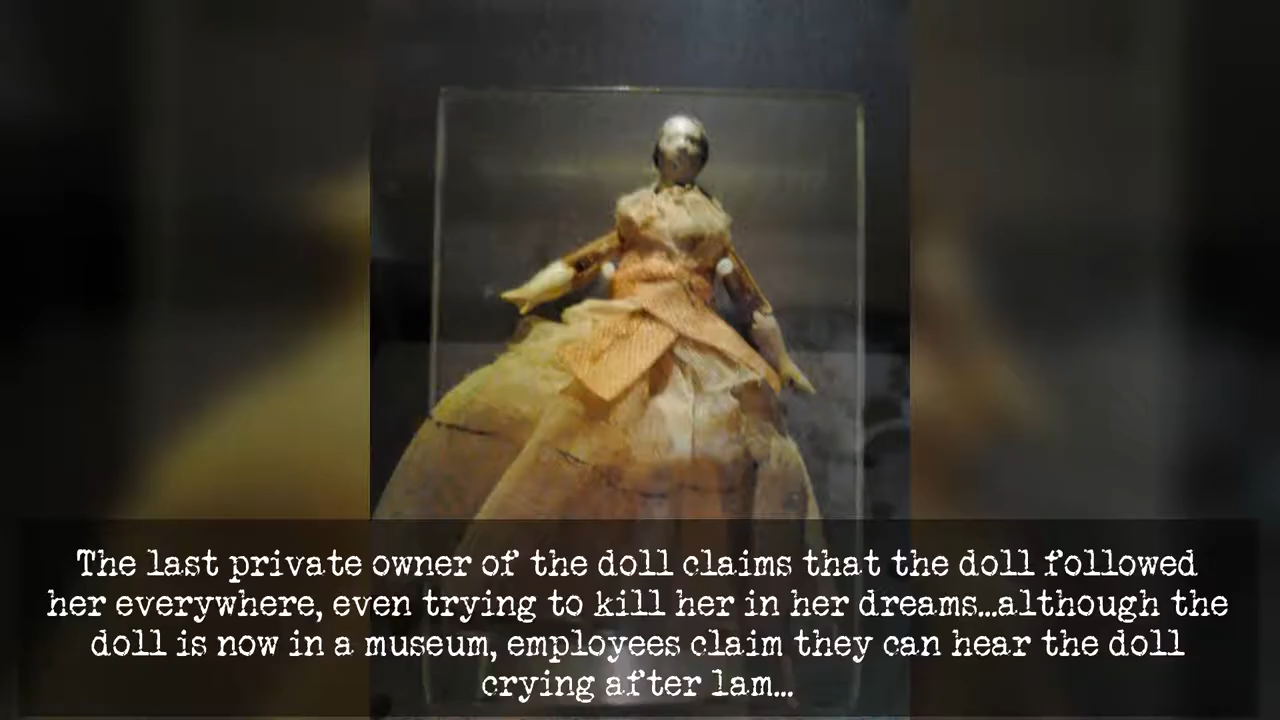 The last private owner of the doll claims that the doll followed
her everywhere, even trying to kill her in her dreams...although the
doll is now in a museum, employees claim they can hear the doll
crying after 1am...